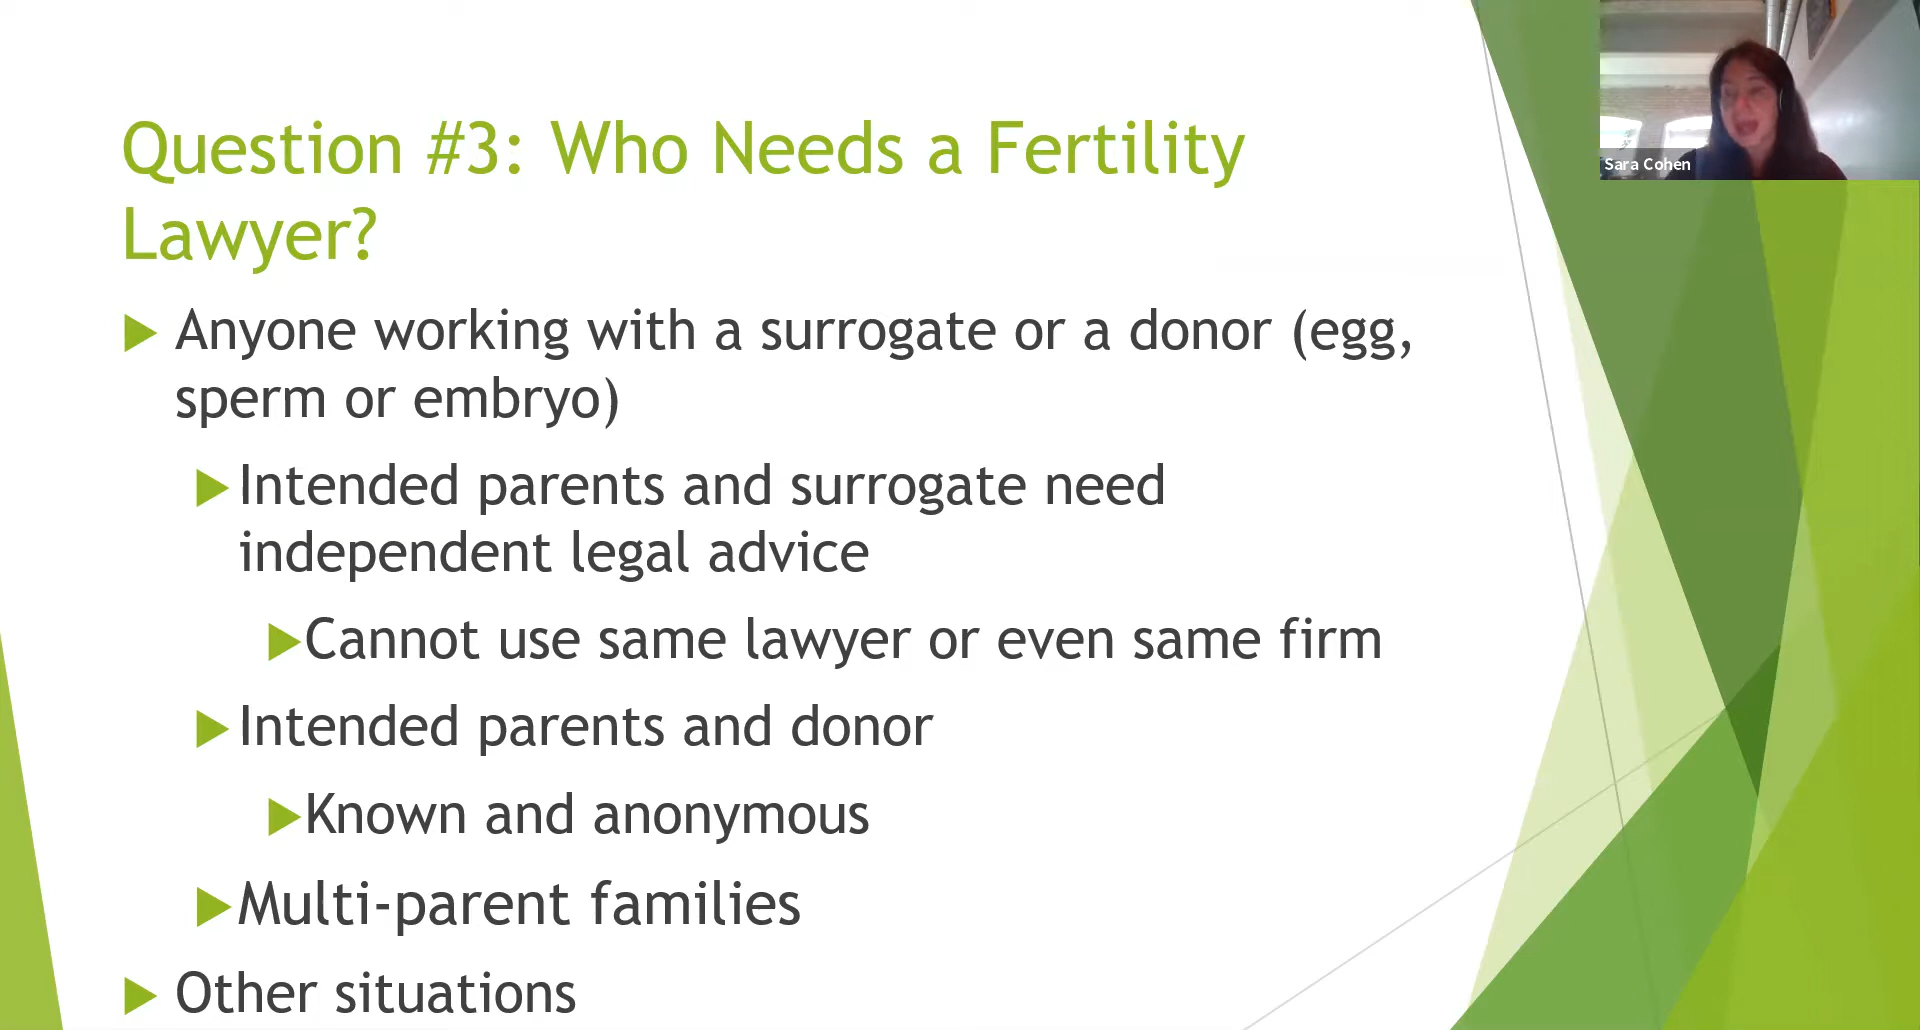 Question #3: Who Needs a Fertility
Lawyer?
Anyone working with a surrogate or a donor (egg,
sperm or embryo)
Intended parents and surrogate need
independent legal advice
Cannot use same lawyer or even same firm
Intended parents and donor
Known and anonymous
Multi-parent families
Other situations
Sara Cohen